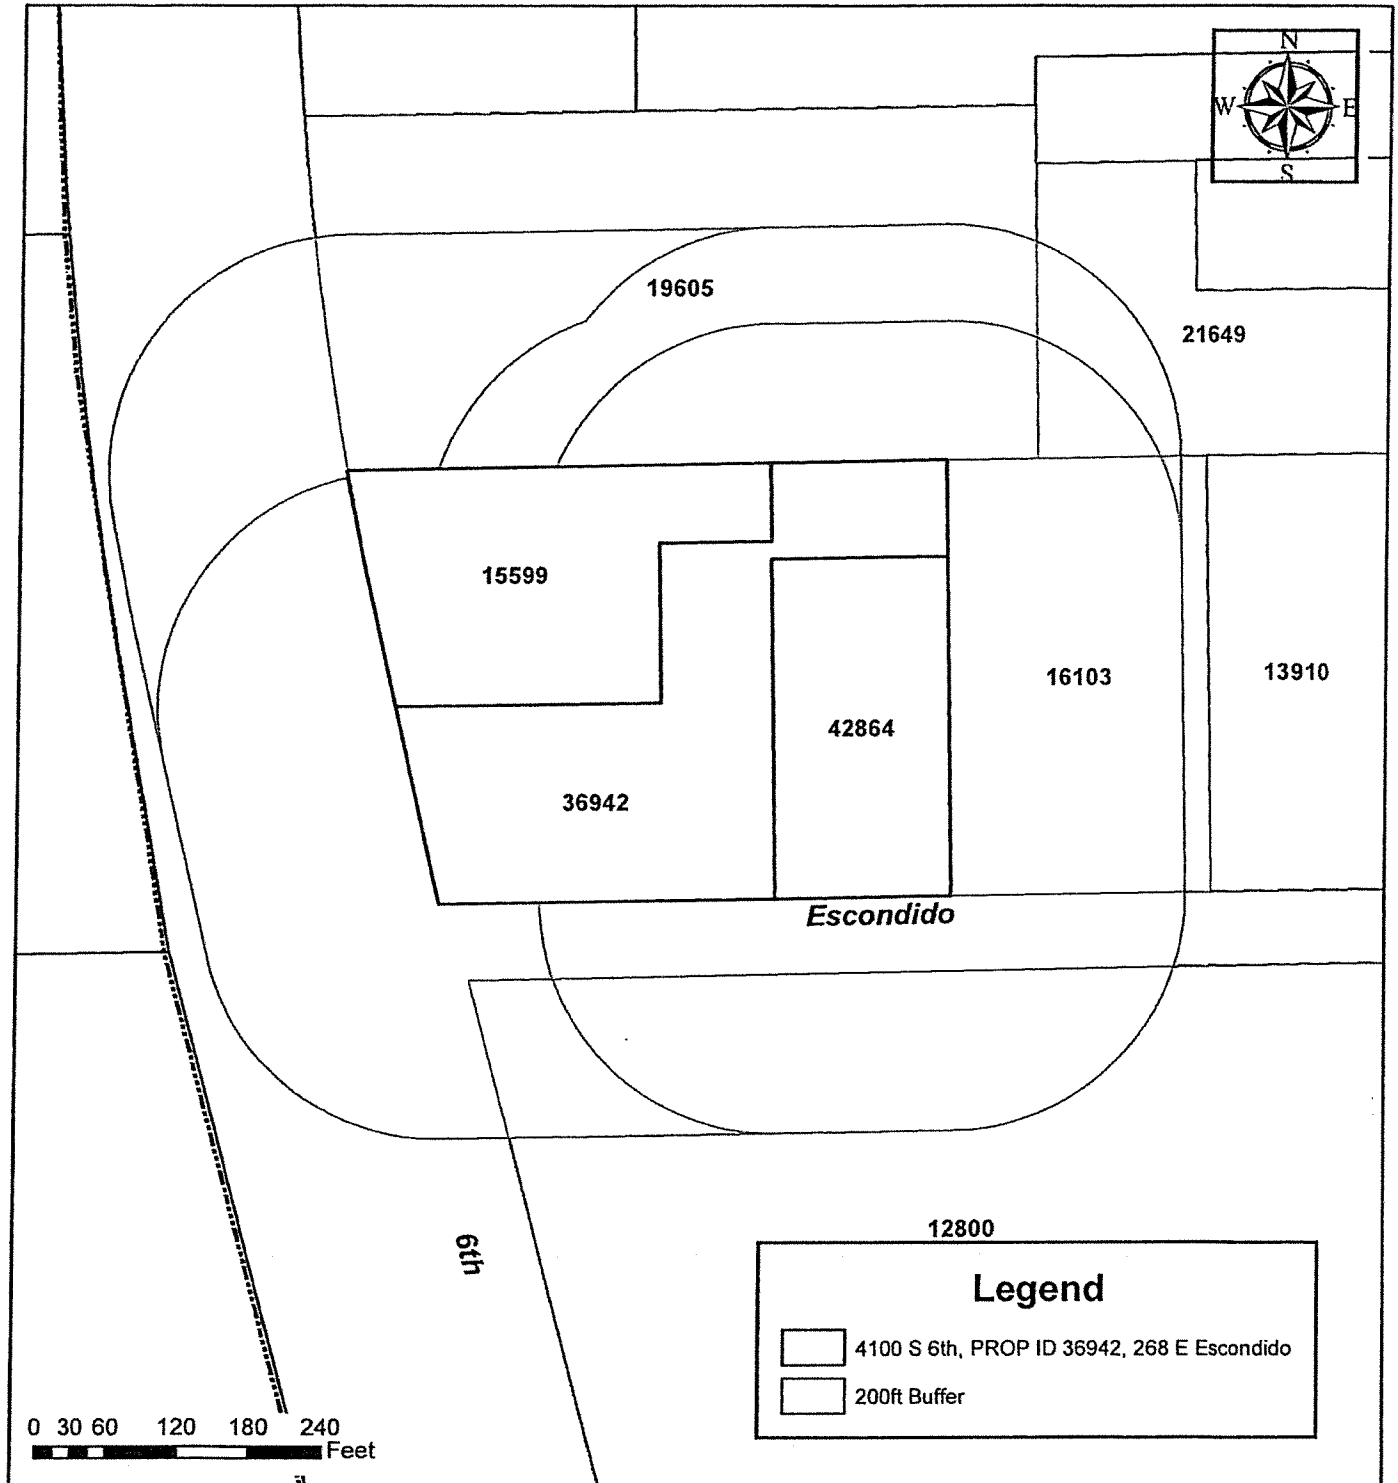 N
W E
S
19605
21649
15599
16103
13910
42864
36942
Escondido
12800
6th
Legend
4100 S 6th, PROP ID 36942, 268 E Escondido
200ft Buffer
0 30 60 120 180 240
Feet